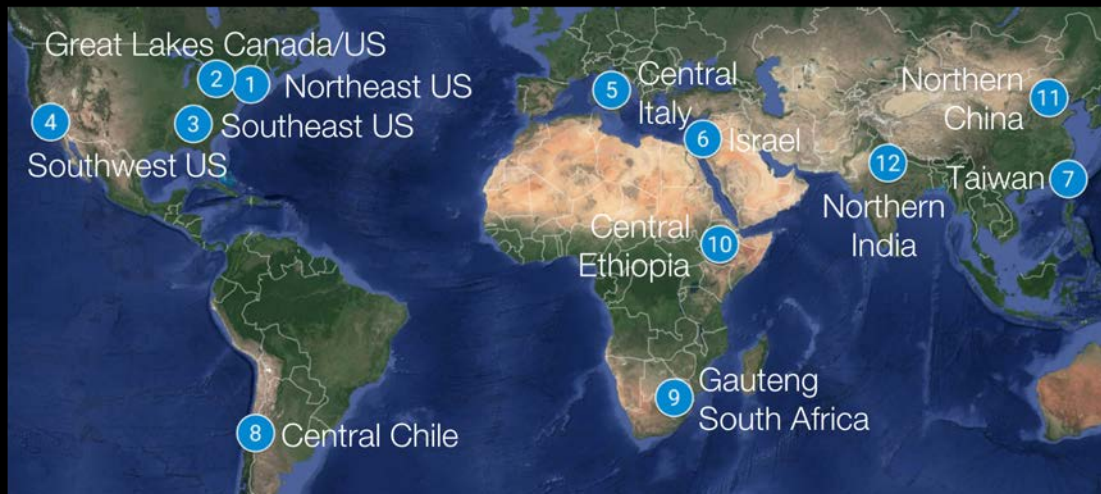 Great Lakes Canada/US
2
1
Northeast US
4
3
Southeast US
Southwest US
5
Central
Italy
6
Israel
Northern
China
11
12
Northern
India
Taiwan
7
Central
Ethiopia
10
9
Gauteng
South Africa
8
Central Chile